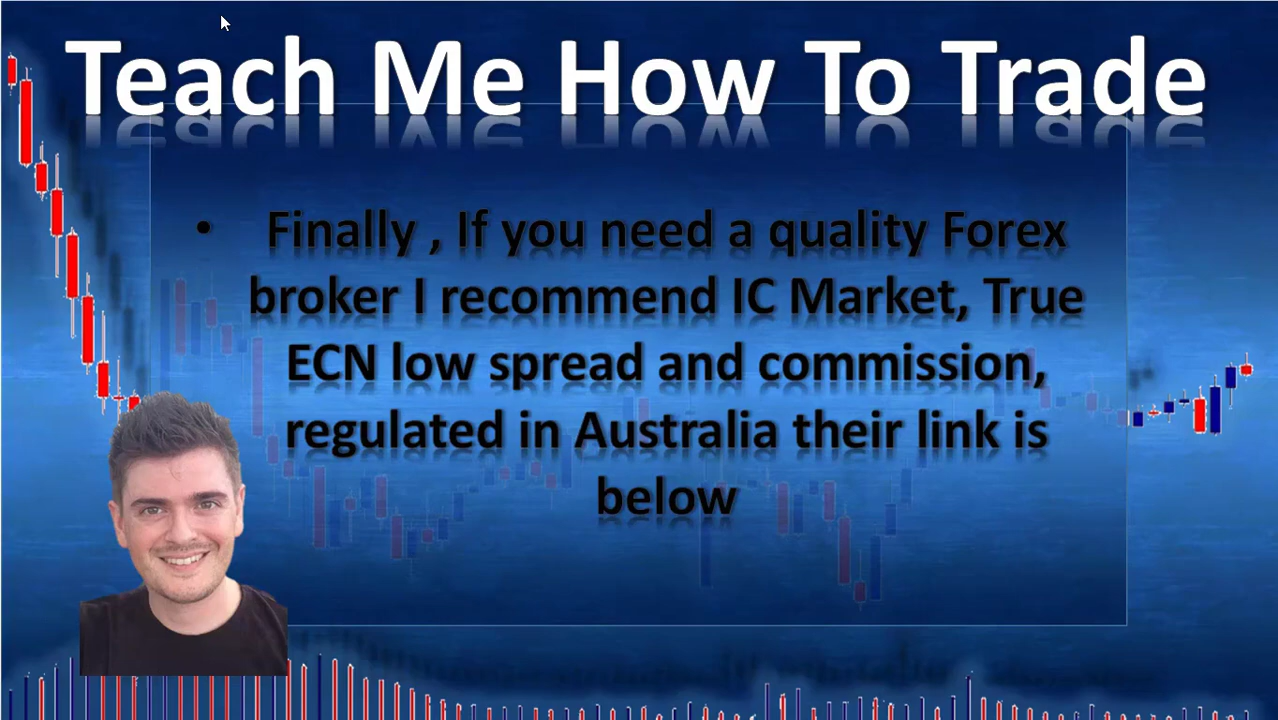 Teach Me How To Trade
• Finally , If you need a quality Forex
broker I recommend IC Market, True
ECN low spread and commission,
regulated in Australia their link is
below